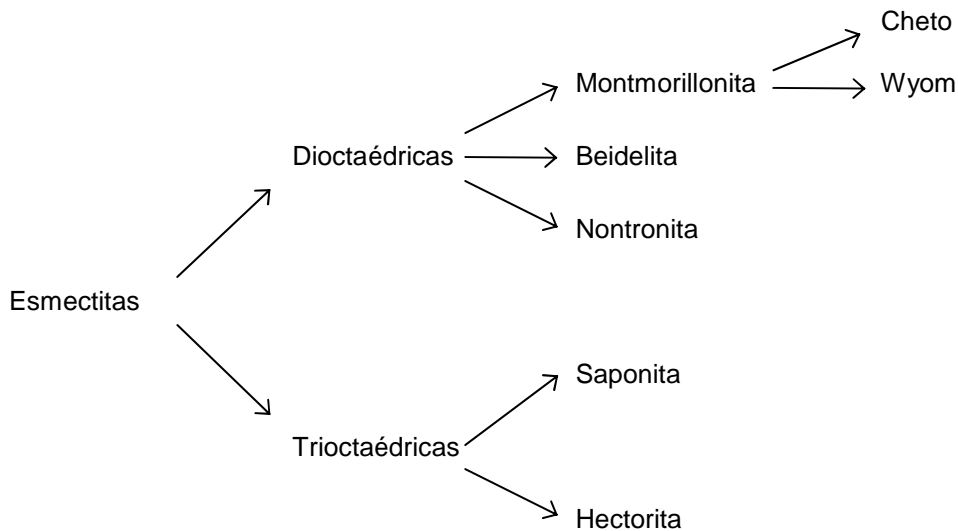 Cheto
Montmorillonita
Wyom
Dioctaédricas
Beidelita
Nontronita
Esmectitas
Saponita
Trioctaédricas
Hectorita